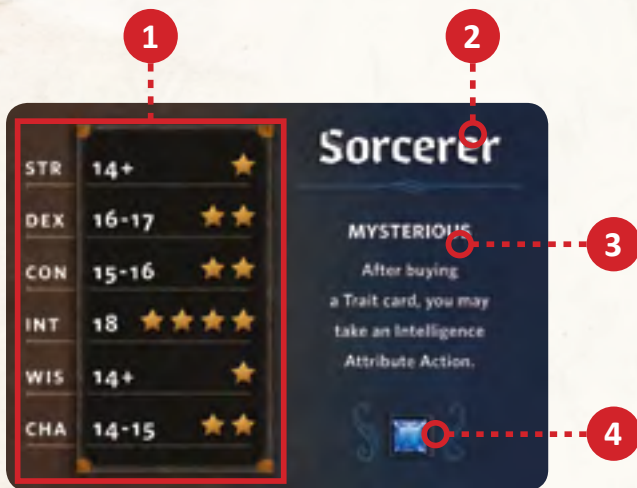 1
2
Sorcerer
STR 14+
DEX 16-17
CON 15-16
INT 18
WIS 14+
CHA 14-15
MYSTERIOUS
3
After buying
a Trait card, you may
take an Intelligence
Attribute Action.
4